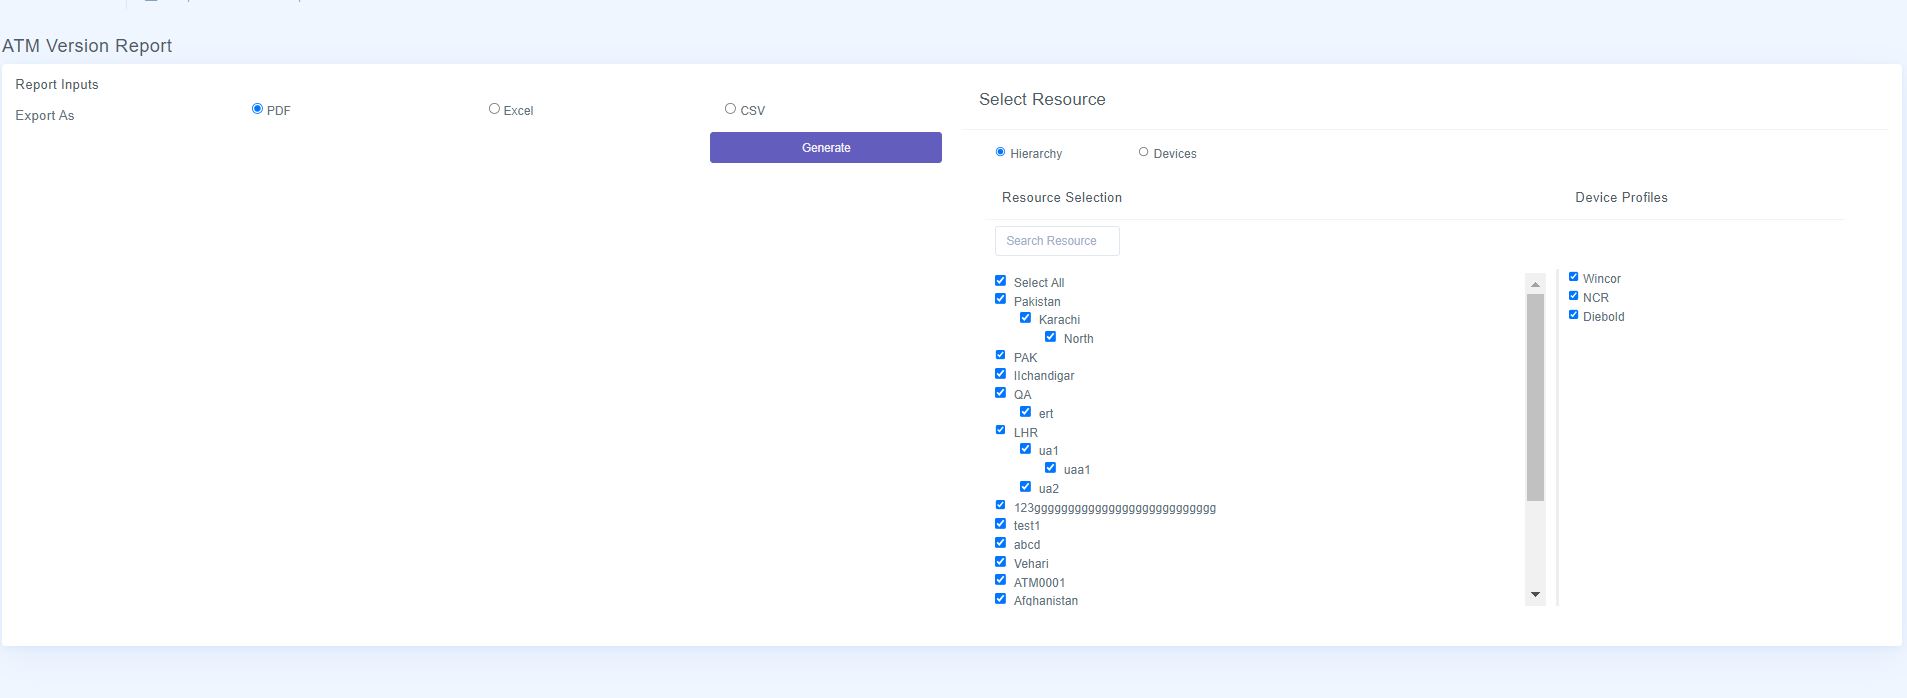 ATM Version Report
Report Inputs
Export As
PDF
Excel
CSV
Generate
Select Resource
Hierarchy
Devices
Resource Selection
Device Profiles
Search Resource
Select All
Pakistan
Karachi
North
PAK
IIchandigar
QA
ert
LHR
ua1
uaa1
ua2
123ggggggggggggggggggggggggggg
test1
abcd
Vehari
ATM0001
Afghanistan
Wincor
NCR
Diebold